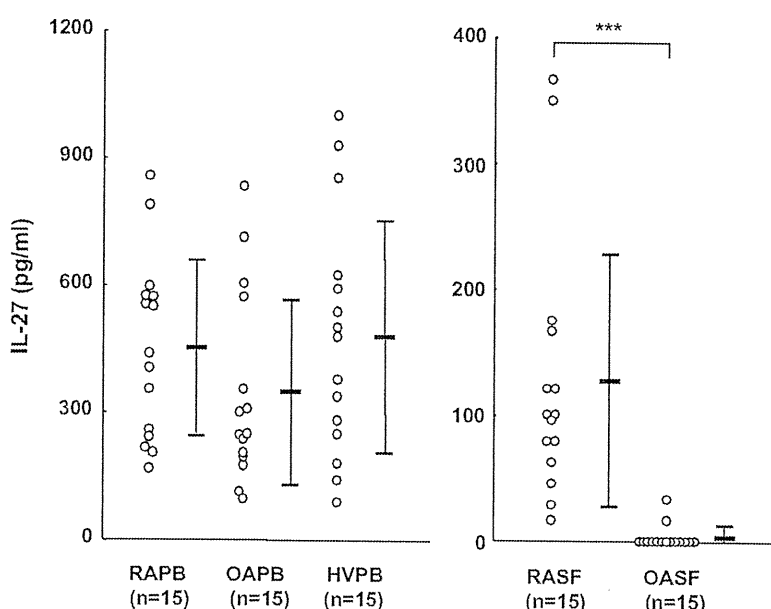 1200
900
600
300
0
IL-27 (pg/ml)
RAPB OAPB HVPB
(n=15) (n=15) (n=15)
400
300
200
100
0
***
RASF OASF
(n=15) (n=15)